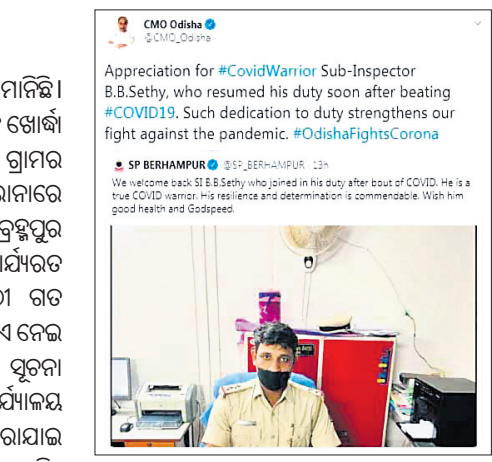 ମାନିଛି।
ଖୋର୍ଦ୍ଧା
ଗ୍ରାମର
ଥାନାରେ
ବ୍ରହ୍ମପୁର
ର୍ଯ୍ୟରତ
ଗତ
ଏ ନେଇ
ସୂଚନା
ର୍ଯ୍ୟାଳୟ
କରାଯାଇ
CMO Odisha
@CMO_Odisha
Appreciation for #CovidWarrior Sub-Inspector
B.B.Sethy, who resumed his duty soon after beating
#COVID19. Such dedication to duty strengthens our
fight against the pandemic. #OdishaFightsCorona
SP BERHAMPUR @SP_BERHAMPUR · 13h
We welcome back SI B.B.Sethy who joined in his duty after bout of COVID. He is a
true COVID warrior. His resilience and determination is commendable. Wish him
good health and Godspeed.